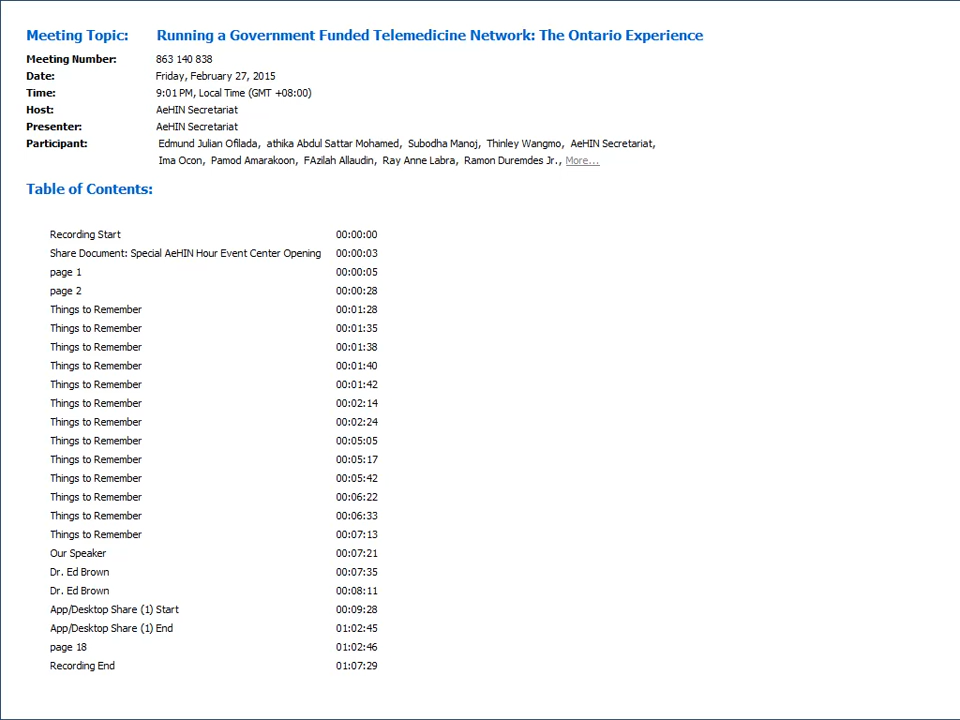 Meeting Topic: Running a Government Funded Telemedicine Network: The Ontario Experience
Meeting Number: 863 140 838
Date: Friday, February 27, 2015
Time: 9:01 PM, Local Time (GMT +08:00)
Host: AeHIN Secretariat
Presenter: AeHIN Secretariat
Participant: Edmund Julian Ofilada, athika Abdul Sattar Mohamed, Subodha Manoj, Thinley Wangmo, AeHIN Secretariat,
Ima Ocon, Pamod Amarakoon, FAzilah Allaudin, Ray Anne Labra, Ramon Duremdes Jr., More...
Table of Contents:
Recording Start 00:00:00
Share Document: Special AeHIN Hour Event Center Opening 00:00:03
page 1 00:00:05
page 2 00:00:28
Things to Remember 00:01:28
Things to Remember 00:01:35
Things to Remember 00:01:38
Things to Remember 00:01:40
Things to Remember 00:01:42
Things to Remember 00:02:14
Things to Remember 00:02:24
Things to Remember 00:05:05
Things to Remember 00:05:17
Things to Remember 00:05:42
Things to Remember 00:06:22
Things to Remember 00:06:33
Things to Remember 00:07:13
Our Speaker 00:07:21
Dr. Ed Brown 00:07:35
Dr. Ed Brown 00:08:11
App/Desktop Share (1) Start 00:09:28
App/Desktop Share (1) End 01:02:45
page 18 01:02:46
Recording End 01:07:29